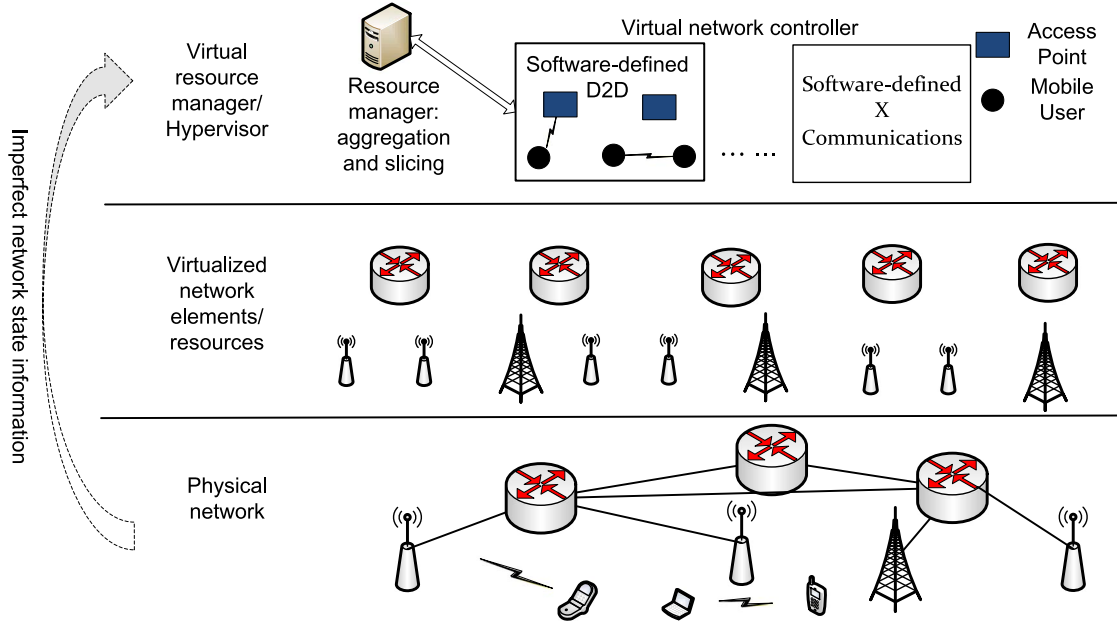 Virtual network controller
Virtual
resource
manager/
Hypervisor
Resource
manager:
aggregation
and slicing
Software-defined
D2D
... ...
Software-defined
X
Communications
Access
Point
Mobile
User
Imperfect network state information
Virtualized
network
elements/
resources
Physical
network